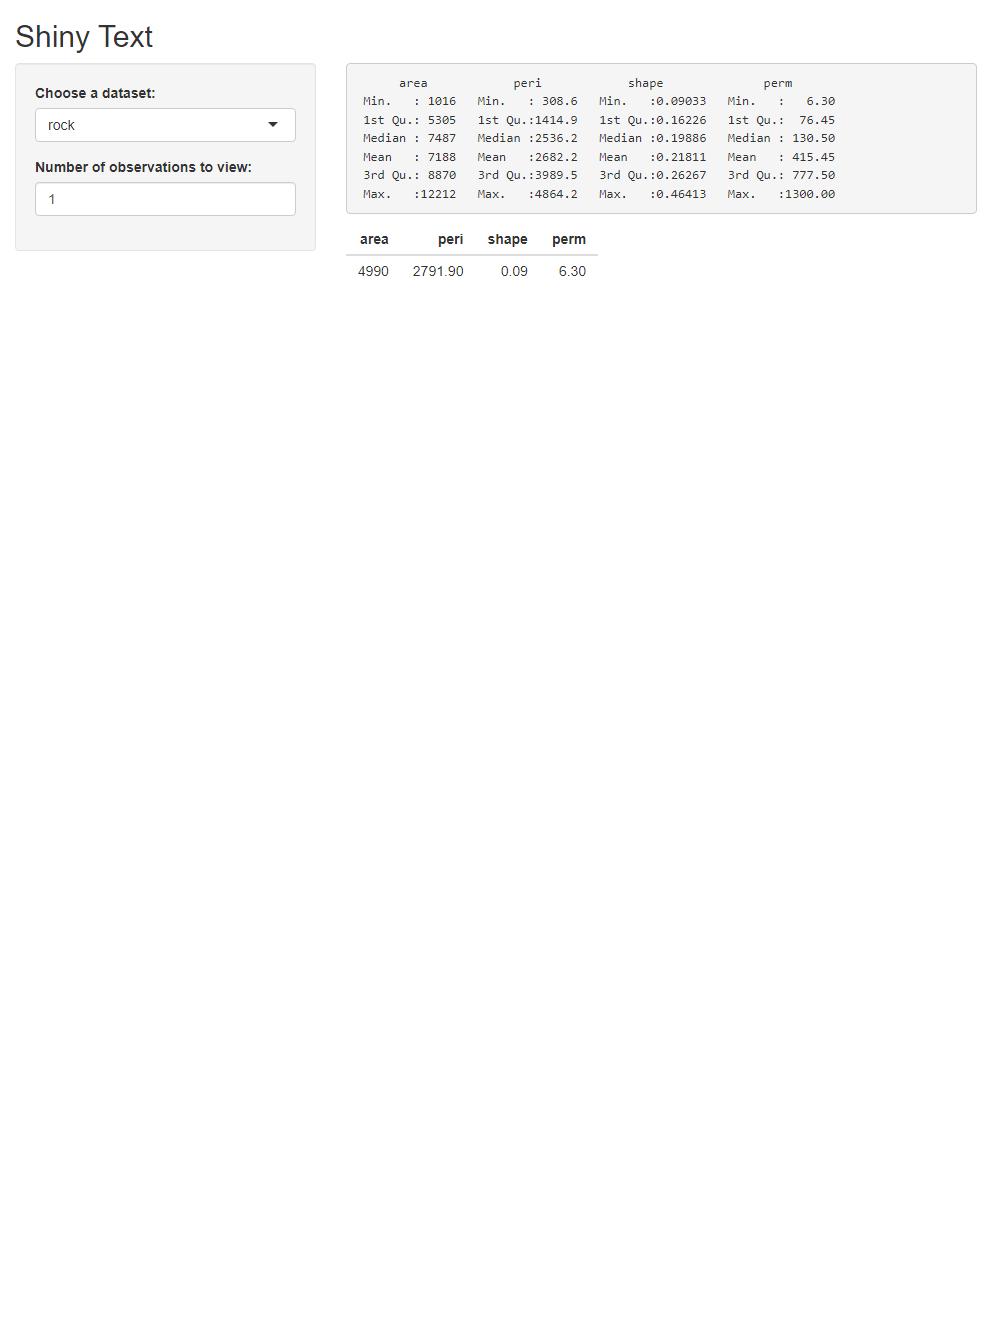 Shiny Text
Choose a dataset:
rock
Number of observations to view:
1
area peri shape perm
Min. : 1016 Min. : 308.6 Min. :0.09033 Min. : 6.30
1st Qu.: 5305 1st Qu.:1414.9 1st Qu.:0.16226 1st Qu.: 76.45
Median : 7487 Median :2536.2 Median :0.19886 Median : 130.50
Mean : 7188 Mean :2682.2 Mean :0.21811 Mean : 415.45
3rd Qu.: 8870 3rd Qu.:3989.5 3rd Qu.:0.26267 3rd Qu.: 777.50
Max. :12212 Max. :4864.2 Max. :0.46413 Max. :1300.00
area peri shape perm
4990 2791.90 0.09 6.30